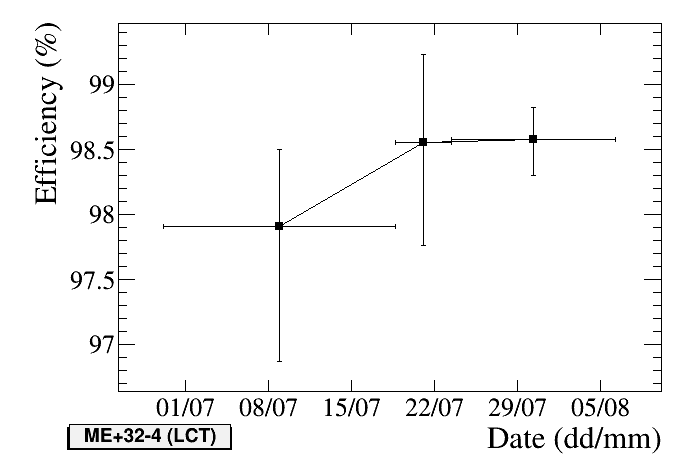 Efficiency (%)
99
98.5
98
97.5
97
01/07 08/07 15/07 22/07 29/07 05/08
ME+32-4 (LCT)
Date (dd/mm)